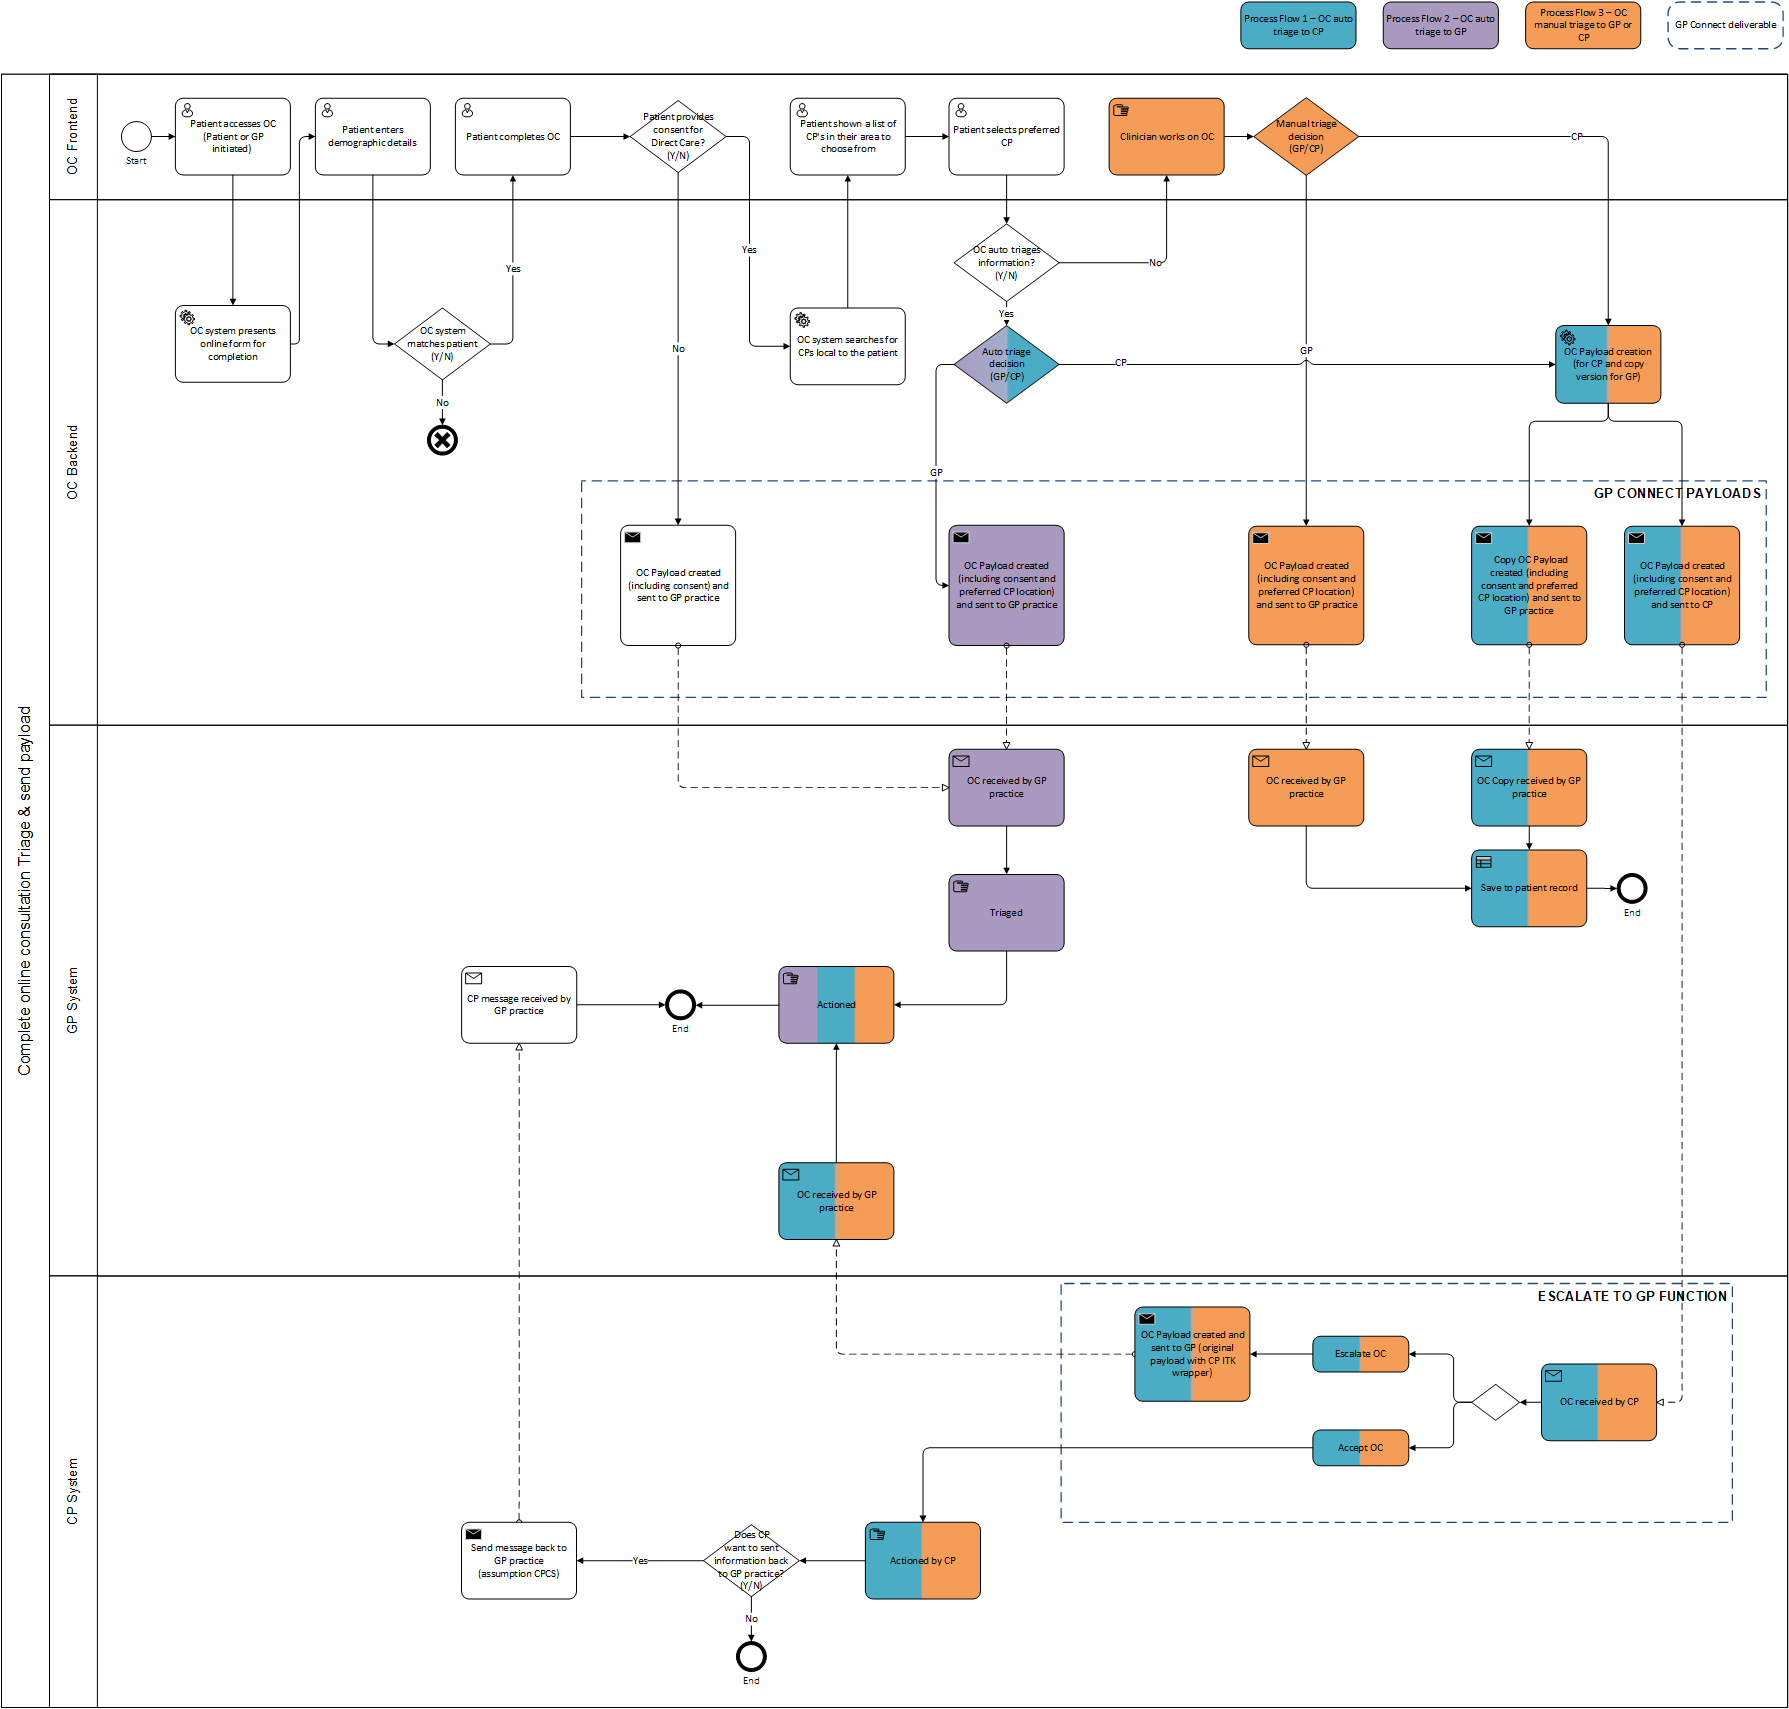 Process Flow 1 – OC auto
triage to CP
Process Flow 2 – OC auto
triage to GP
Process Flow 3 – OC
manual triage to GP or
CP
GP Connect deliverable
Complete online consultation Triage & send payload
OC Frontend
Start
Patient accesses OC
(Patient or GP
initiated)
Patient enters
demographic details
Patient completes OC
Patient provides
consent for
Direct Care?
(Y/N)
Patient shown a list of
CP's in their area to
choose from
Patient selects preferred
CP
Clinician works on OC
Manual triage
decision
(GP/CP)
CP
OC Backend
OC system presents
online form for
completion
OC system
matches patient
(Y/N)
Yes
No
No
Yes
OC system searches for
CPs local to the patient
OC auto triages
information?
(Y/N)
No
Yes
Auto triage
decision
(GP/CP)
CP
GP
GP
OC Payload creation
(for CP and copy
version for GP)
GP CONNECT PAYLOADS
OC Payload created
(including consent) and
sent to GP practice
OC Payload created
(including consent and
preferred CP location)
and sent to GP practice
OC Payload created
(including consent and
preferred CP location)
and sent to GP practice
Copy OC Payload
created (including
consent and preferred
CP location) and sent to
GP practice
OC Payload created
(including consent and
preferred CP location)
and sent to CP
GP System
OC received by GP
practice
OC received by GP
practice
OC Copy received by GP
practice
Triaged
Save to patient record
End
CP message received by
GP practice
End
Actioned
OC received by GP
practice
CP System
ESCALATE TO GP FUNCTION
OC Payload created and
sent to GP (original
payload with CP ITK
wrapper)
Escalate OC
OC received by CP
Accept OC
Send message back to
GP practice
(assumption CPCS)
Yes
Does CP
want to sent
information back
to GP practice?
(Y/N)
Actioned by CP
No
End